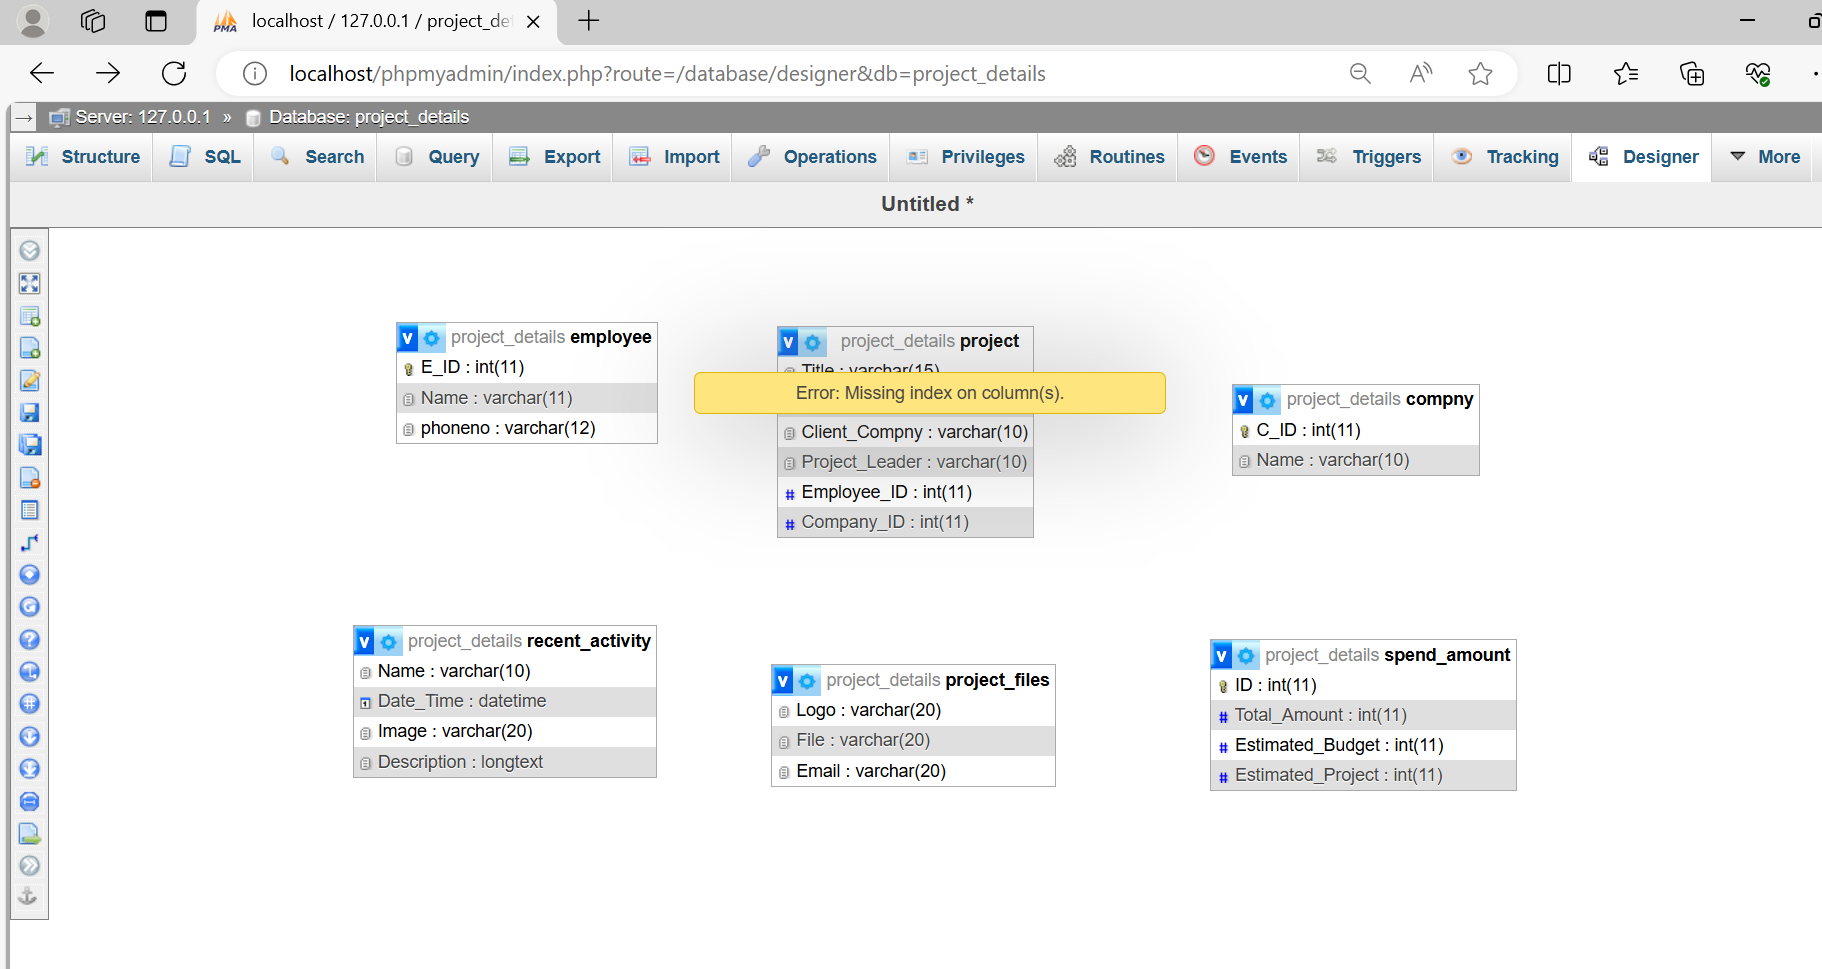 localhost / 127.0.0.1 / project_det
localhost/phpmyadmin/index.php?route=/database/designer&db=project_details
Server: 127.0.0.1 » Database: project_details
Structure SQL Search Query Export Import Operations Privileges Routines Events Triggers Tracking Designer More
Untitled *
v project_details employee
E_ID : int(11)
Name : varchar(11)
phoneno : varchar(12)
v project_details project
Title : varchar(15)
Error: Missing index on column(s).
Client_Compny : varchar(10)
Project_Leader : varchar(10)
# Employee_ID : int(11)
# Company_ID : int(11)
v project_details compny
C_ID : int(11)
Name : varchar(10)
v project_details recent_activity
Name : varchar(10)
Date_Time : datetime
Image : varchar(20)
Description : longtext
v project_details project_files
Logo : varchar(20)
File : varchar(20)
Email : varchar(20)
v project_details spend_amount
ID : int(11)
# Total_Amount : int(11)
# Estimated_Budget : int(11)
# Estimated_Project : int(11)